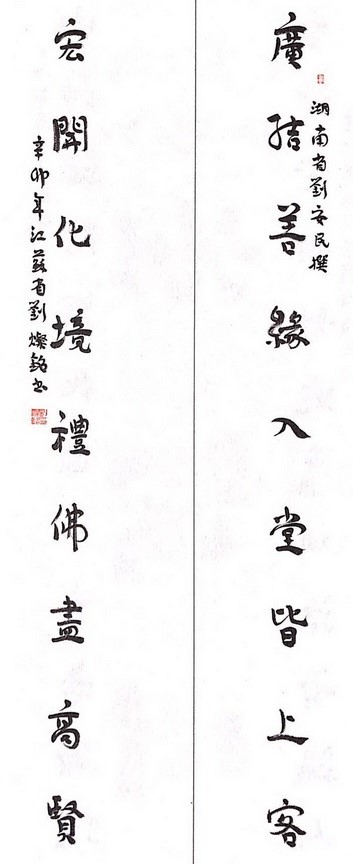 廣結善緣入堂皆上客
湖南省劉安民撰
宏開化境禮佛盡高賢
辛卯年江蘇省劉燦銘書